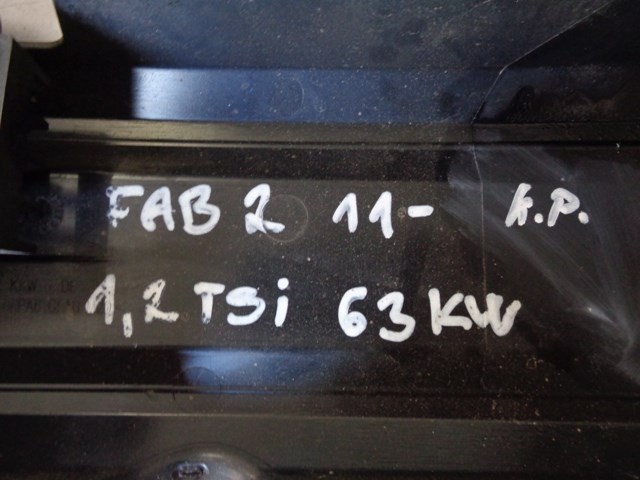 FAB 2 11- K.P.
1,2 TSi 63 KW